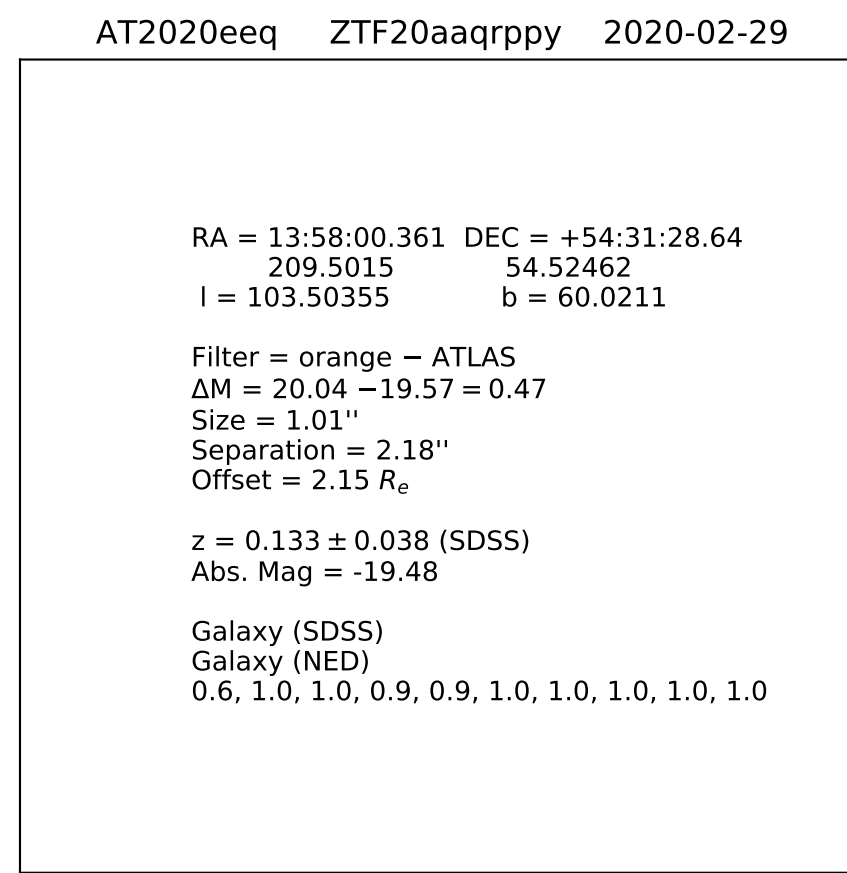 AT2020eeq ZTF20aaqrppy 2020-02-29
RA = 13:58:00.361 DEC = +54:31:28.64
209.5015 54.52462
l = 103.50355 b = 60.0211
Filter = orange − ATLAS
ΔM = 20.04 −19.57 = 0.47
Size = 1.01''
Separation = 2.18''
Offset = 2.15 Rₑ
z = 0.133 ± 0.038 (SDSS)
Abs. Mag = -19.48
Galaxy (SDSS)
Galaxy (NED)
0.6, 1.0, 1.0, 0.9, 0.9, 1.0, 1.0, 1.0, 1.0, 1.0